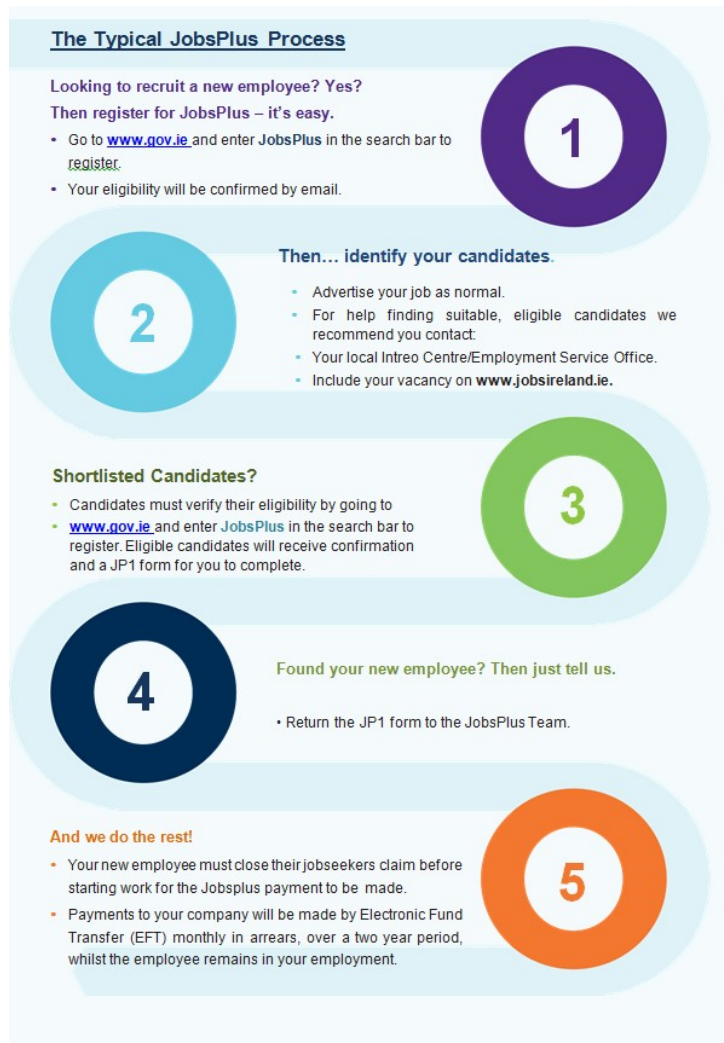 The Typical JobsPlus Process
Looking to recruit a new employee? Yes?
Then register for JobsPlus – it's easy.
• Go to www.gov.ie and enter JobsPlus in the search bar to
register.
• Your eligibility will be confirmed by email.
1
2
Then… identify your candidates.
• Advertise your job as normal.
• For help finding suitable, eligible candidates we
recommend you contact:
• Your local Intreo Centre/Employment Service Office.
• Include your vacancy on www.jobsireland.ie.
Shortlisted Candidates?
• Candidates must verify their eligibility by going to
• www.gov.ie and enter JobsPlus in the search bar to
register. Eligible candidates will receive confirmation
and a JP1 form for you to complete.
3
4
Found your new employee? Then just tell us.
• Return the JP1 form to the JobsPlus Team.
And we do the rest!
• Your new employee must close their jobseekers claim before
starting work for the Jobsplus payment to be made.
• Payments to your company will be made by Electronic Fund
Transfer (EFT) monthly in arrears, over a two year period,
whilst the employee remains in your employment.
5